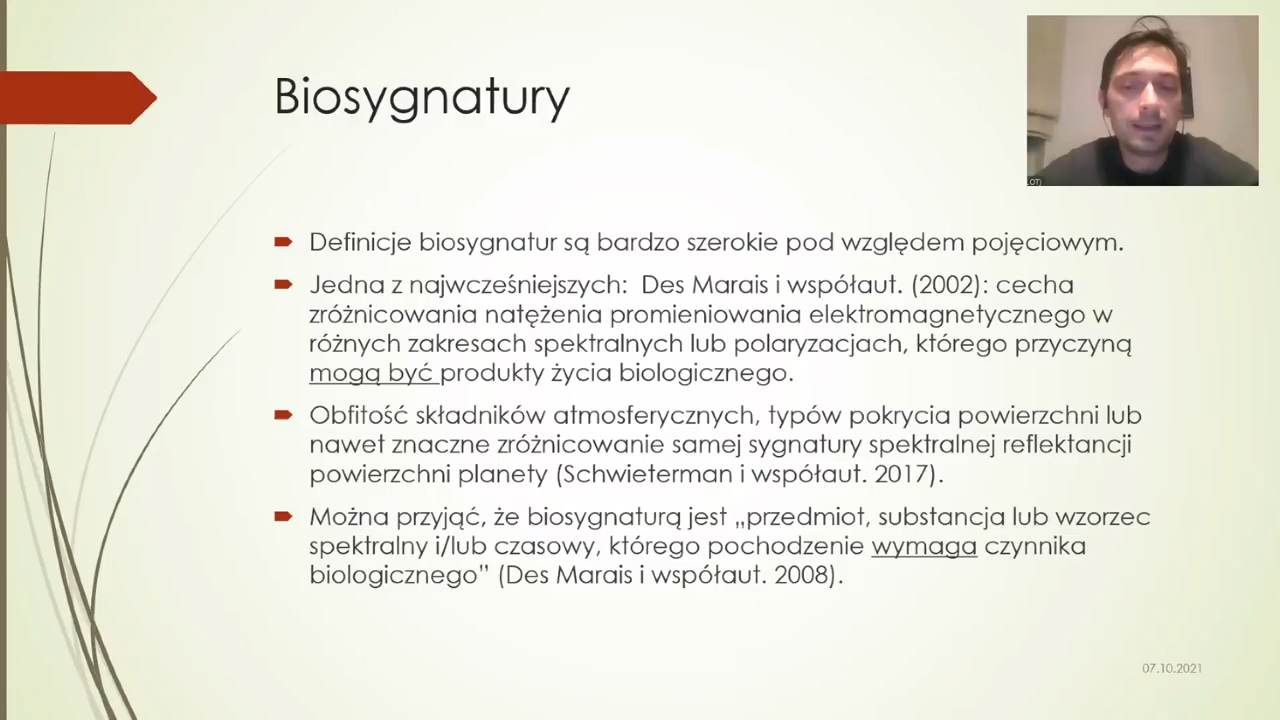 Biosygnatury
Definicje biosygnatur są bardzo szerokie pod względem pojęciowym.
Jedna z najwcześniejszych: Des Marais i współaut. (2002): cecha
zróżnicowania natężenia promieniowania elektromagnetycznego w
różnych zakresach spektralnych lub polaryzacjach, którego przyczyną
mogą być produkty życia biologicznego.
Obfitość składników atmosferycznych, typów pokrycia powierzchni lub
nawet znaczne zróżnicowanie samej sygnatury spektralnej reflektancji
powierzchni planety (Schwieterman i współaut. 2017).
Można przyjąć, że biosygnaturą jest „przedmiot, substancja lub wzorzec
spektralny i/lub czasowy, którego pochodzenie wymaga czynnika
biologicznego” (Des Marais i współaut. 2008).
07.10.2021